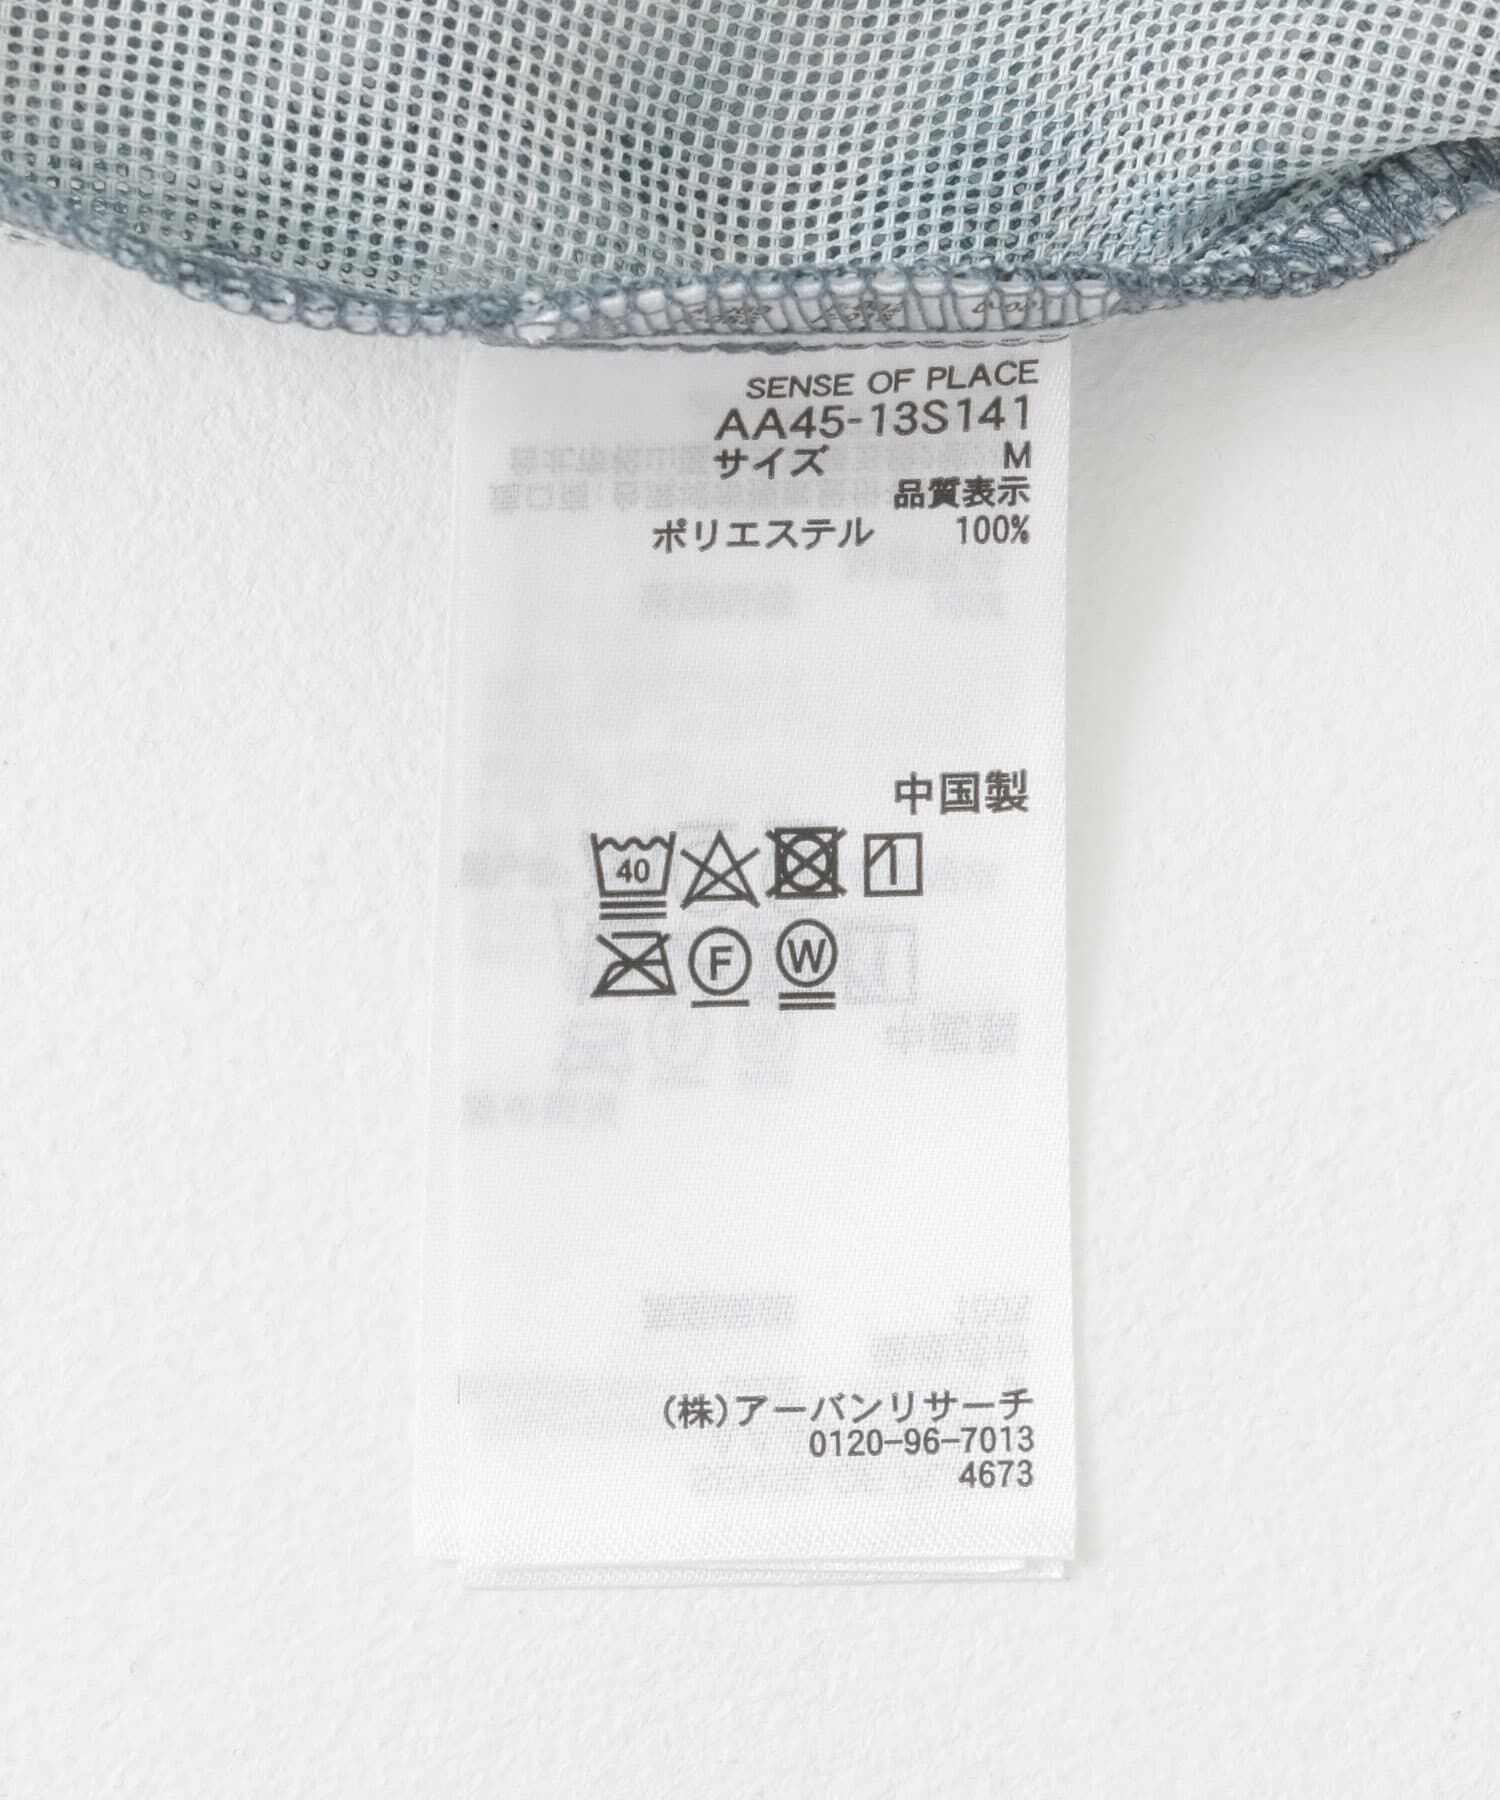 SENSE OF PLACE
AA45-13S141
サイズ M
品質表示
ポリエステル 100%
中国製
40
F W
(株)アーバンリサーチ
0120-96-7013
4673